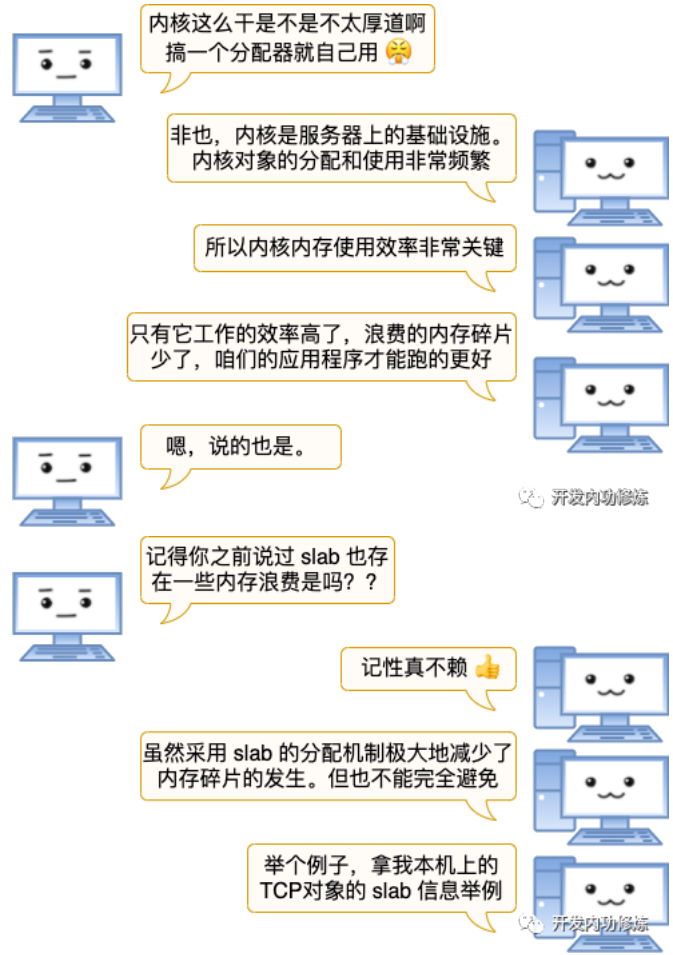 内核这么干是不是不太厚道啊
搞一个分配器就自己用 😤
非也，内核是服务器上的基础设施。
内核对象的分配和使用非常频繁
所以内核内存使用效率非常关键
只有它工作的效率高了，浪费的内存碎片
少了，咱们的应用程序才能跑的更好
嗯，说的也是。
开发内功修炼
记得你之前说过 slab 也存
在一些内存浪费是吗？？
记性真不赖 👍
虽然采用 slab 的分配机制极大地减少了
内存碎片的发生。但也不能完全避免
举个例子，拿我本机上的
TCP对象的 slab 信息举例
开发内功修炼